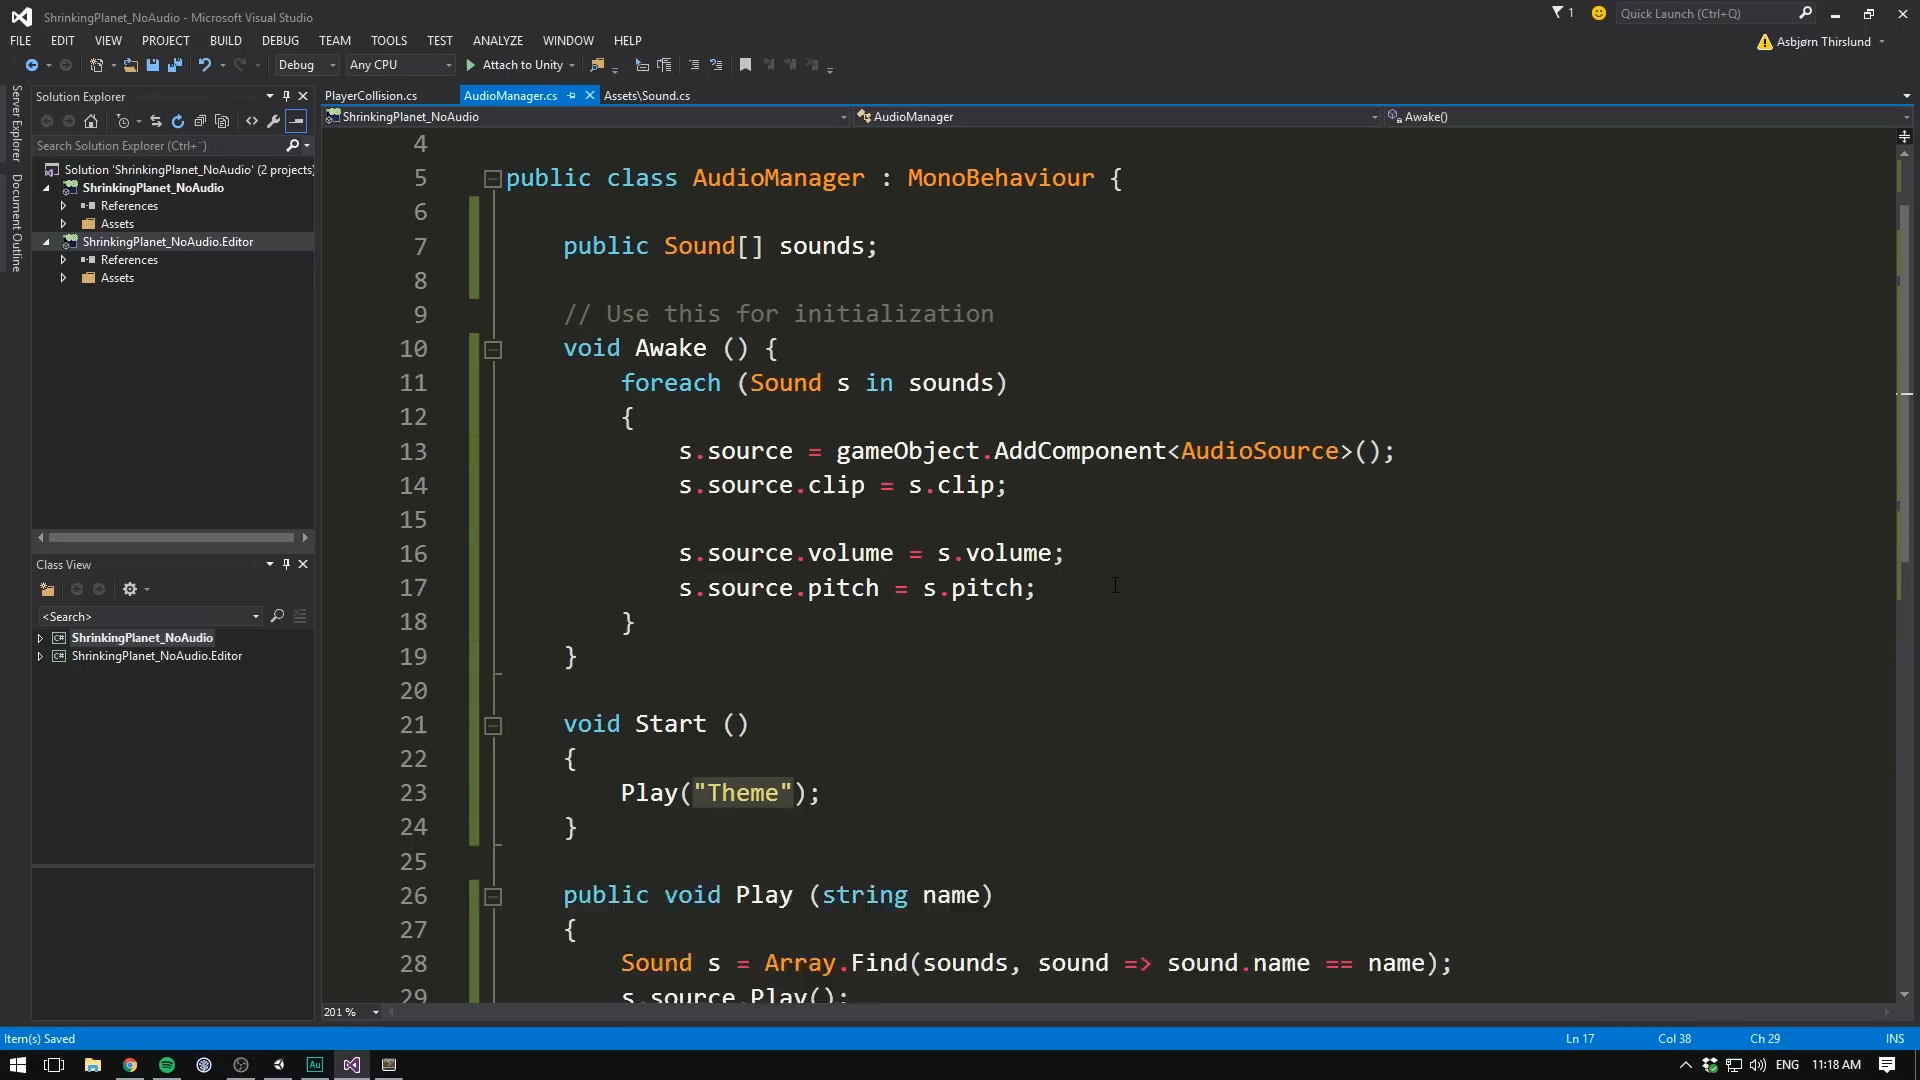 ShrinkingPlanet_NoAudio - Microsoft Visual Studio
1
Quick Launch (Ctrl+Q)
FILE EDIT VIEW PROJECT BUILD DEBUG TEAM TOOLS TEST ANALYZE WINDOW HELP
Asbjørn Thirslund
Debug Any CPU Attach to Unity
Server Explorer
Document Outline
Solution Explorer
Search Solution Explorer (Ctrl+¨)
Solution 'ShrinkingPlanet_NoAudio' (2 projects)
ShrinkingPlanet_NoAudio
References
Assets
ShrinkingPlanet_NoAudio.Editor
References
Assets
Class View
<Search>
ShrinkingPlanet_NoAudio
ShrinkingPlanet_NoAudio.Editor
PlayerCollision.cs AudioManager.cs Assets\Sound.cs
ShrinkingPlanet_NoAudio AudioManager Awake()
4
5 public class AudioManager : MonoBehaviour {
6
7 public Sound[] sounds;
8
9 // Use this for initialization
10 void Awake () {
11 foreach (Sound s in sounds)
12 {
13 s.source = gameObject.AddComponent<AudioSource>();
14 s.source.clip = s.clip;
15
16 s.source.volume = s.volume;
17 s.source.pitch = s.pitch;
18 }
19 }
20
21 void Start ()
22 {
23 Play("Theme");
24 }
25
26 public void Play (string name)
27 {
28 Sound s = Array.Find(sounds, sound => sound.name == name);
29 s.source.Play();
201 %
Item(s) Saved Ln 17 Col 38 Ch 29 INS
Au
ENG 11:18 AM